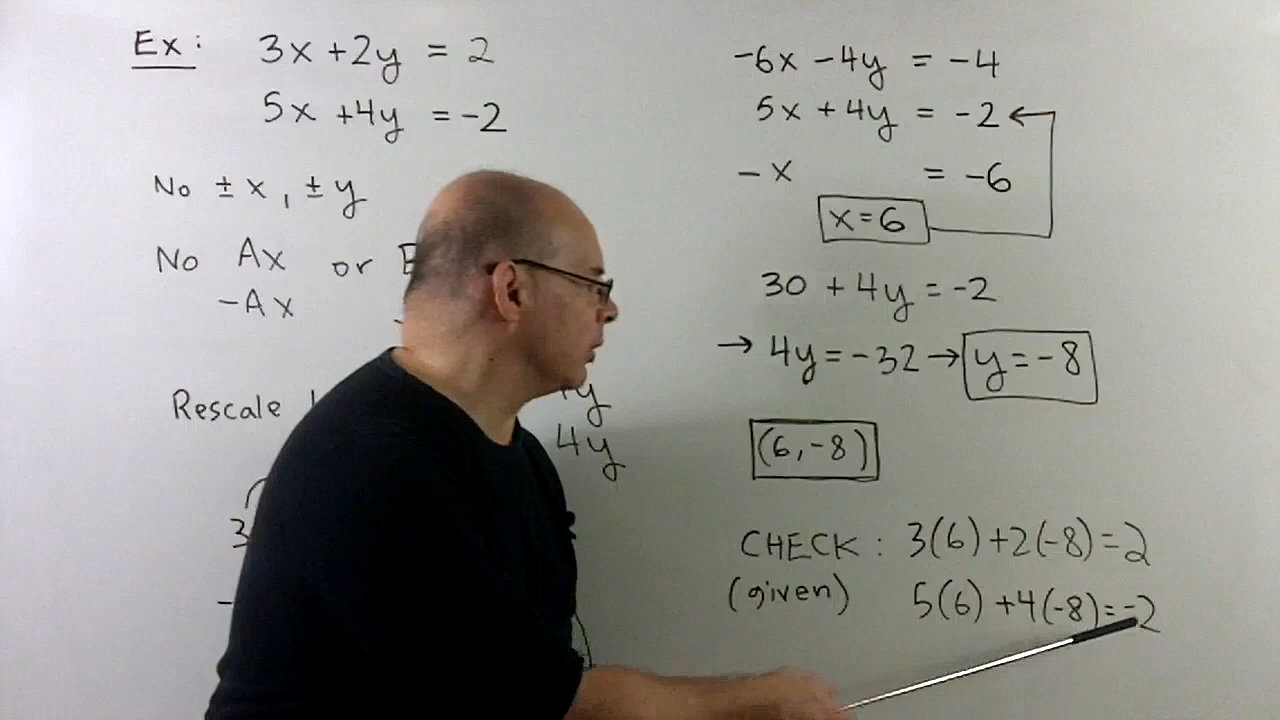 Ex: 3x + 2y = 2
5x + 4y = -2
No ± x, ± y
No Ax or
-Ax
Rescale
4y
3
-6x - 4y = -4
5x + 4y = -2 ←
-x = -6
x = 6
30 + 4y = -2
→ 4y = -32 → y = -8
(6, -8)
CHECK: 3(6) + 2(-8) = 2
(given) 5(6) + 4(-8) = -2